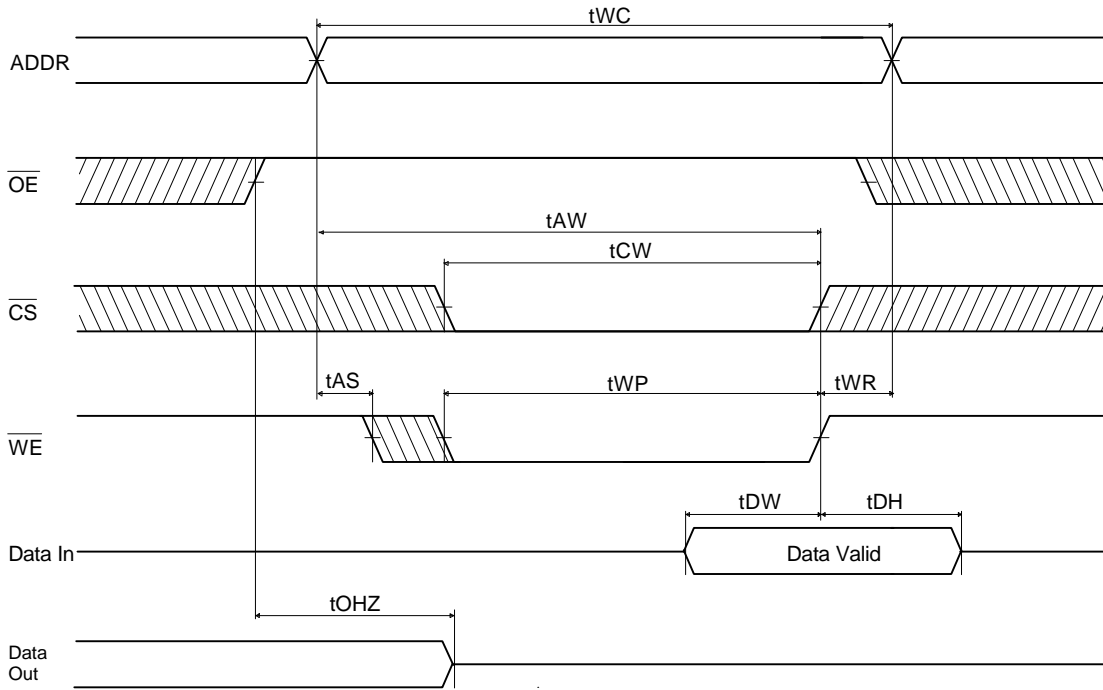 tWC
ADDR
OE
tAW
tCW
CS
tAS
tWP
tWR
WE
tDW
tDH
Data In
Data Valid
tOHZ
Data
Out